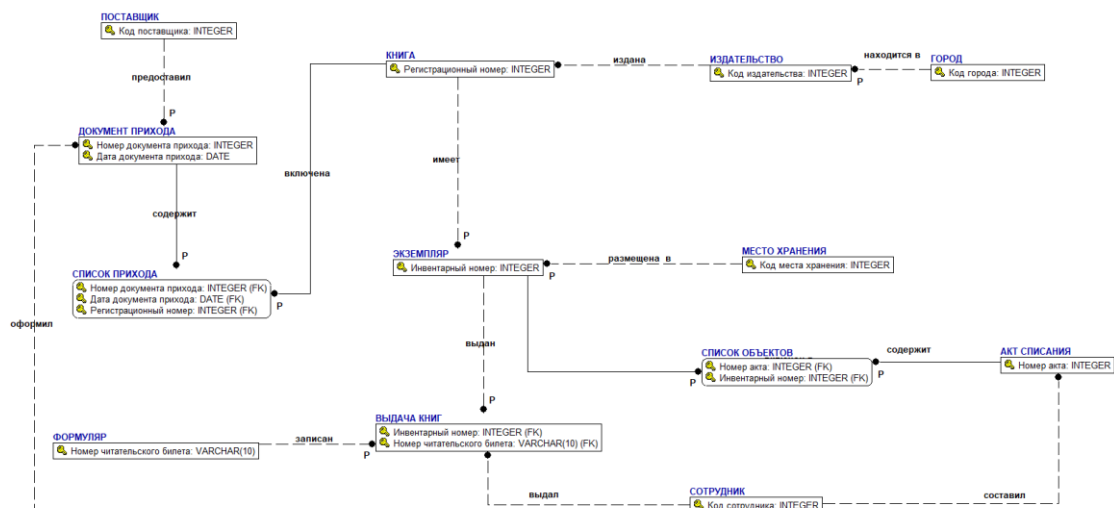 ПОСТАВЩИК
Код поставщика: INTEGER
предоставил
P
ДОКУМЕНТ ПРИХОДА
Номер документа прихода: INTEGER
Дата документа прихода: DATE
содержит
P
СПИСОК ПРИХОДА
Номер документа прихода: INTEGER (FK)
Дата документа прихода: DATE (FK)
Регистрационный номер: INTEGER (FK)
P
оформил
включена
КНИГА
Регистрационный номер: INTEGER
издана
ИЗДАТЕЛЬСТВО
Код издательства: INTEGER
находится в
P
ГОРОД
Код города: INTEGER
имеет
P
ЭКЗЕМПЛЯР
Инвентарный номер: INTEGER
P
размещена в
МЕСТО ХРАНЕНИЯ
Код места хранения: INTEGER
выдан
P
СПИСОК ОБЪЕКТОВ
Номер акта: INTEGER (FK)
Инвентарный номер: INTEGER (FK)
P
содержит
P
АКТ СПИСАНИЯ
Номер акта: INTEGER
ВЫДАЧА КНИГ
Инвентарный номер: INTEGER (FK)
Номер читательского билета: VARCHAR(10) (FK)
ФОРМУЛЯР
Номер читательского билета: VARCHAR(10)
записан
P
выдал
СОТРУДНИК
Код сотрудника: INTEGER
составил